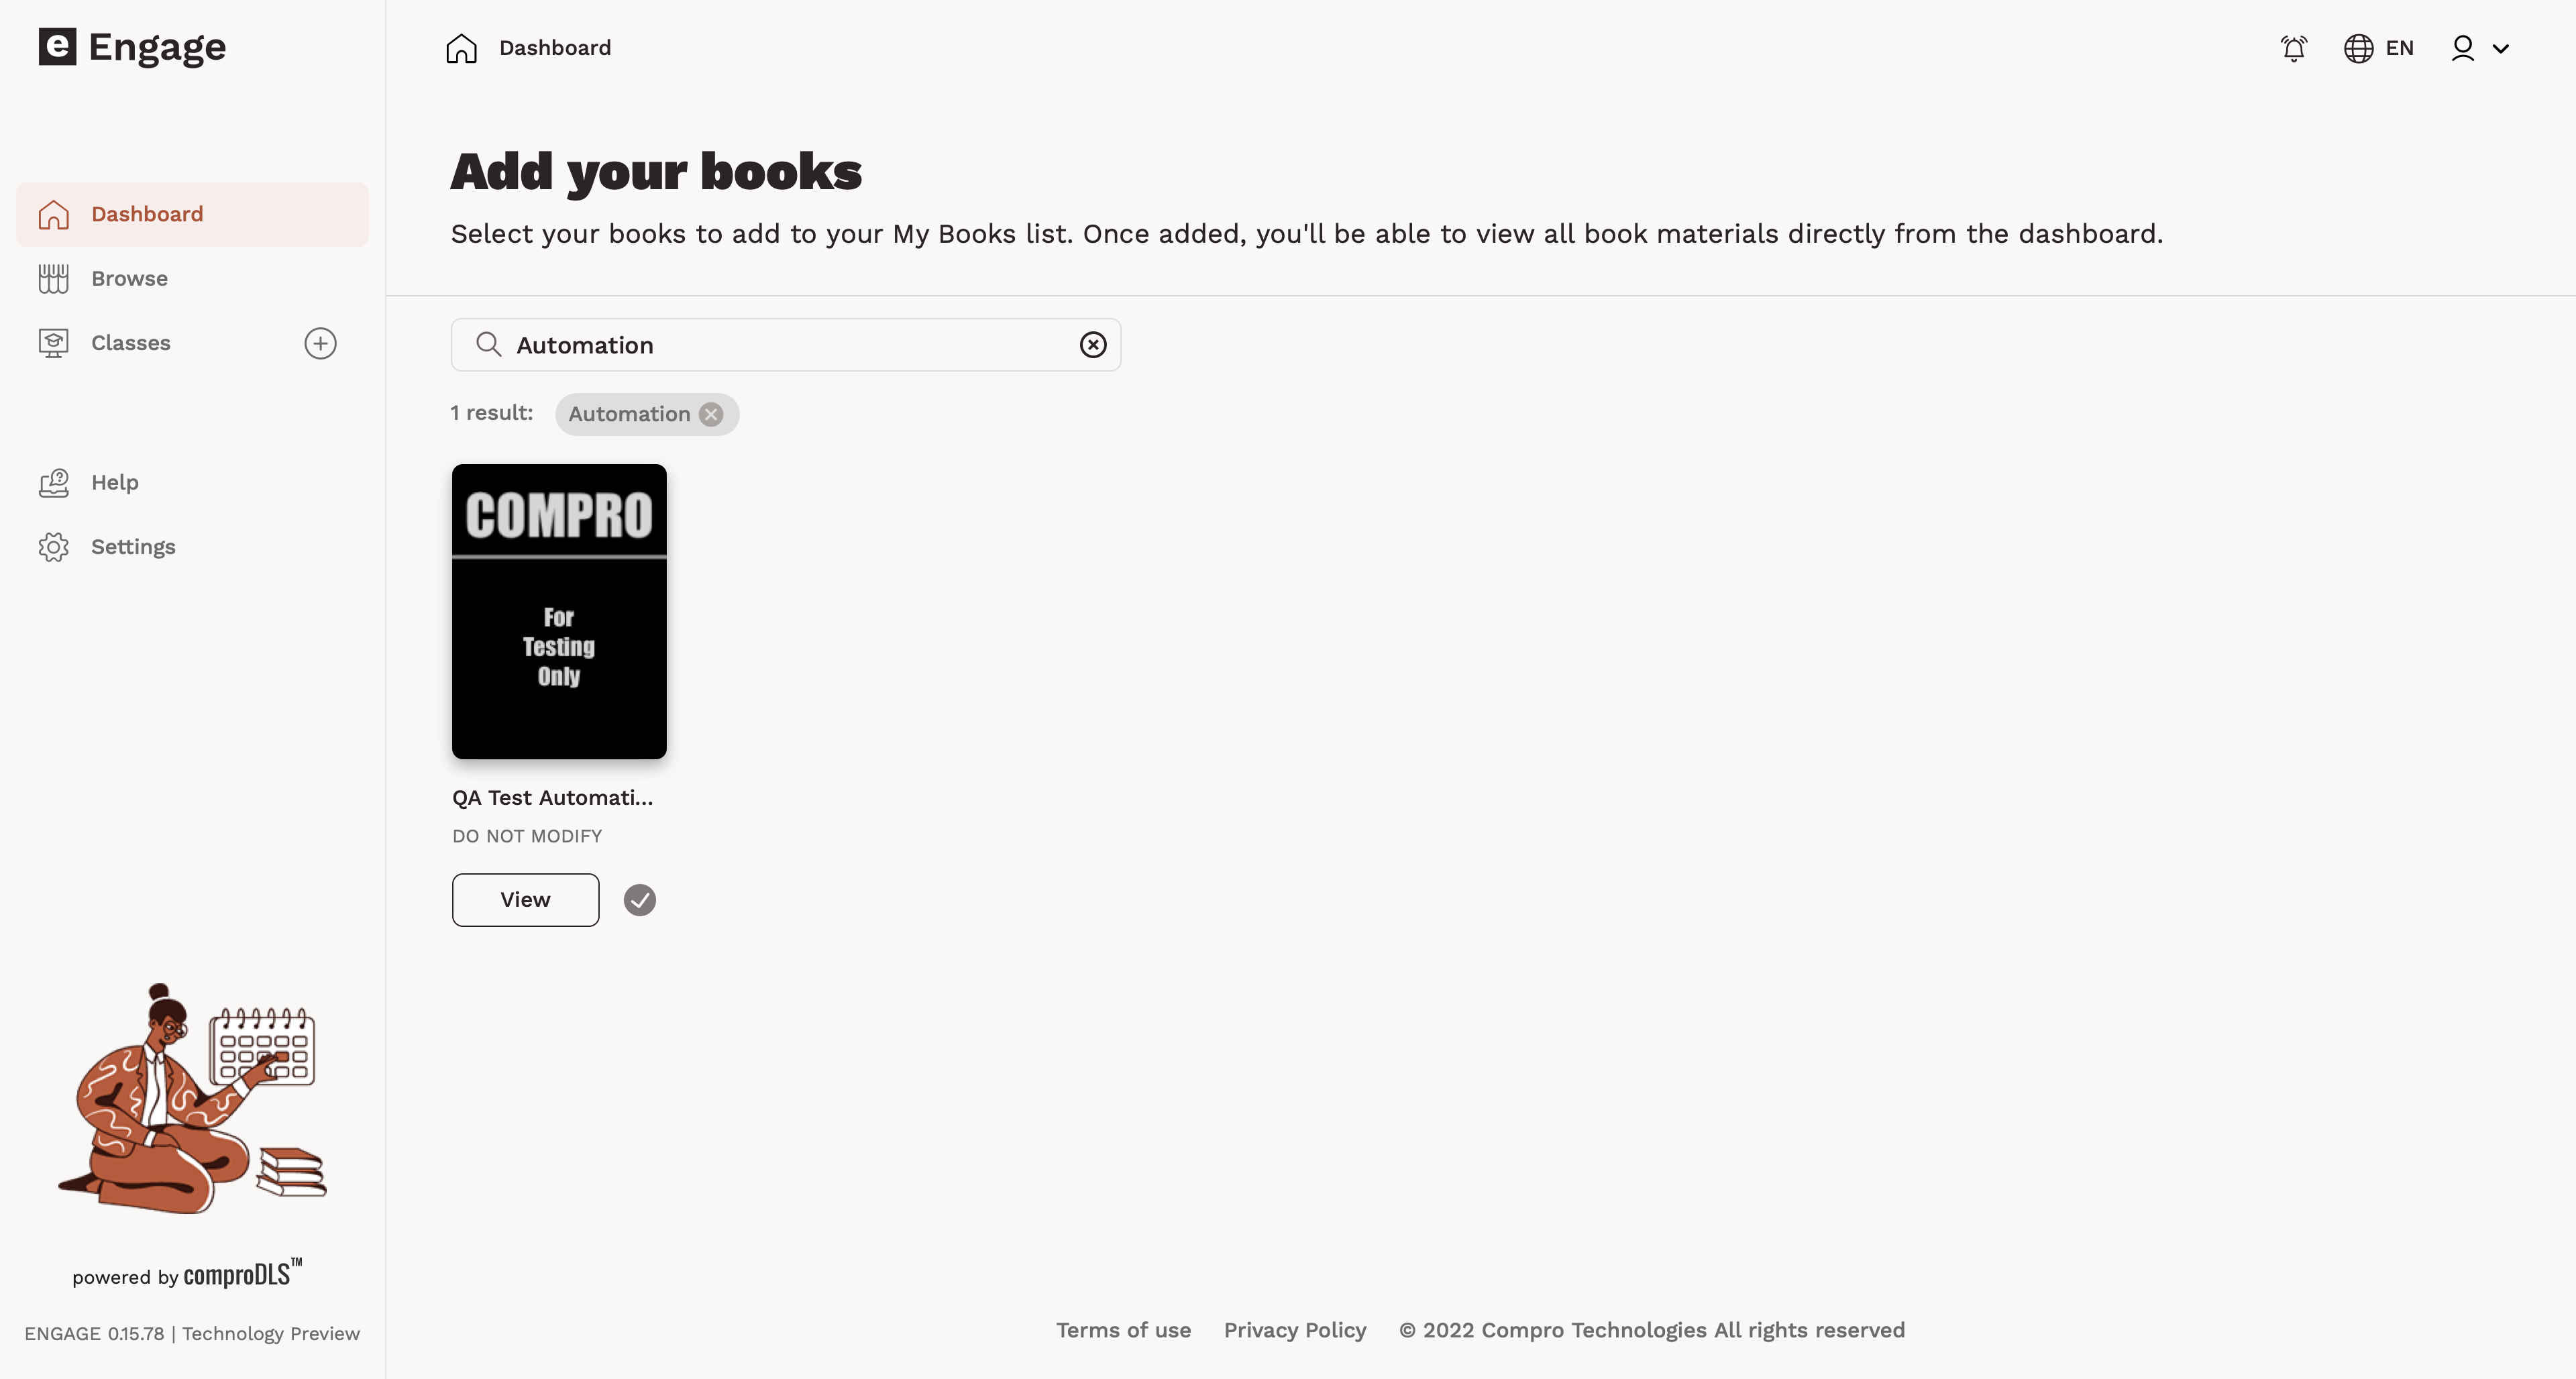 e Engage
Dashboard
EN
Dashboard
Browse
Classes
Help
Settings
Add your books
Select your books to add to your My Books list. Once added, you'll be able to view all book materials directly from the dashboard.
Automation
1 result: Automation
COMPRO
For
Testing
Only
QA Test Automati...
DO NOT MODIFY
View
powered by comproDLS™
ENGAGE 0.15.78 | Technology Preview
Terms of use Privacy Policy © 2022 Compro Technologies All rights reserved